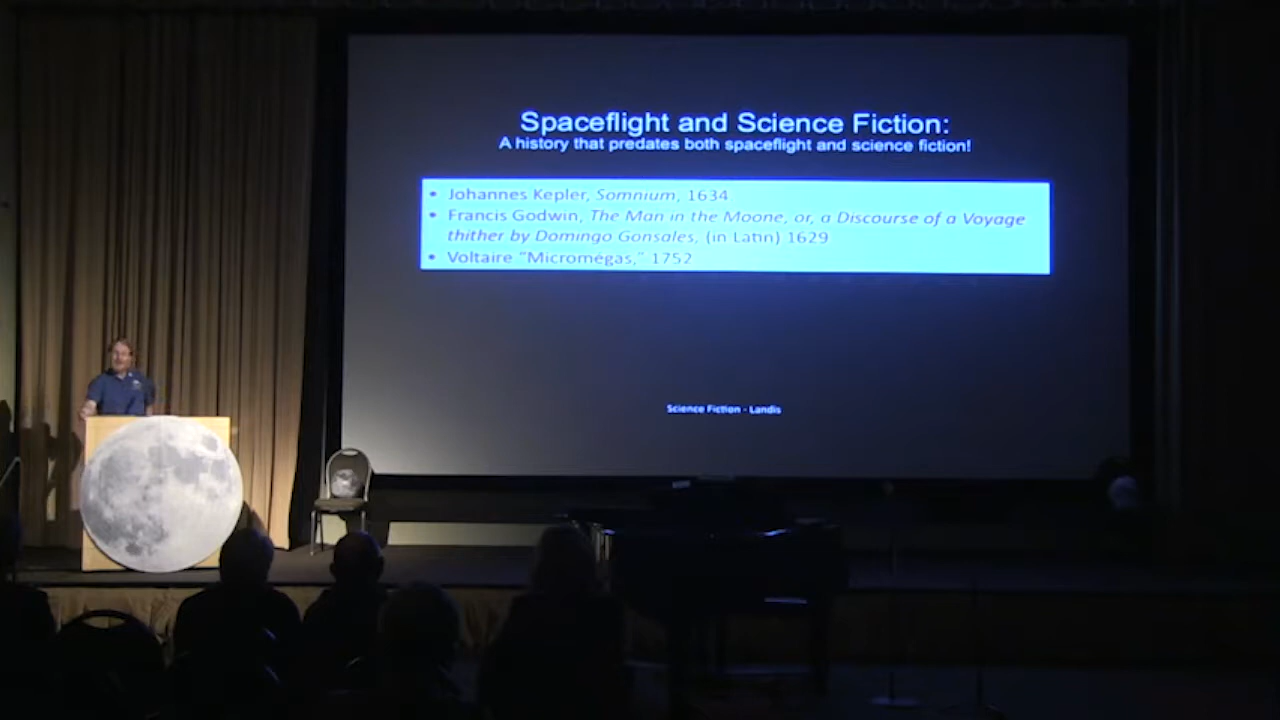 Spaceflight and Science Fiction:
A history that predates both spaceflight and science fiction!
• Johannes Kepler, Somnium, 1634
• Francis Godwin, The Man in the Moone, or, a Discourse of a Voyage
thither by Domingo Gonsales, (in Latin) 1629
• Voltaire "Micromégas," 1752
Science Fiction - Landis